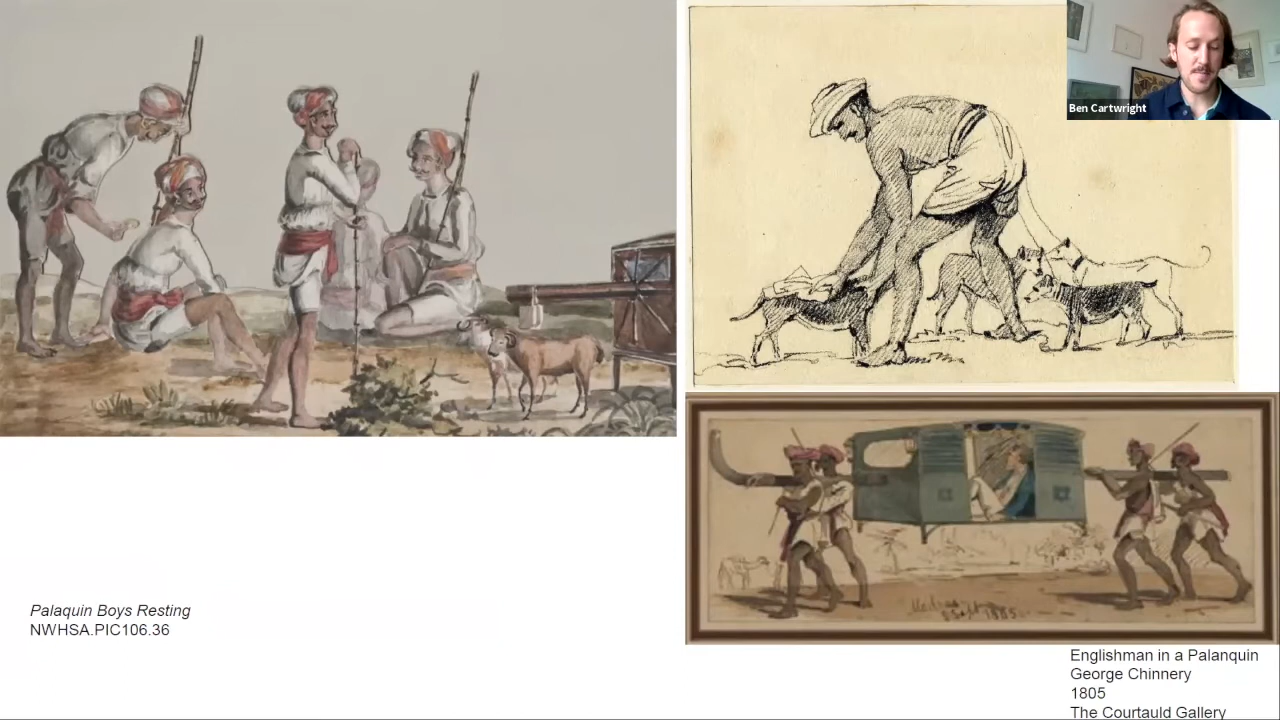 Ben Cartwright
Palaquin Boys Resting
NWHSA.PIC106.36
Englishman in a Palanquin
George Chinnery
1805
The Courtauld Gallery